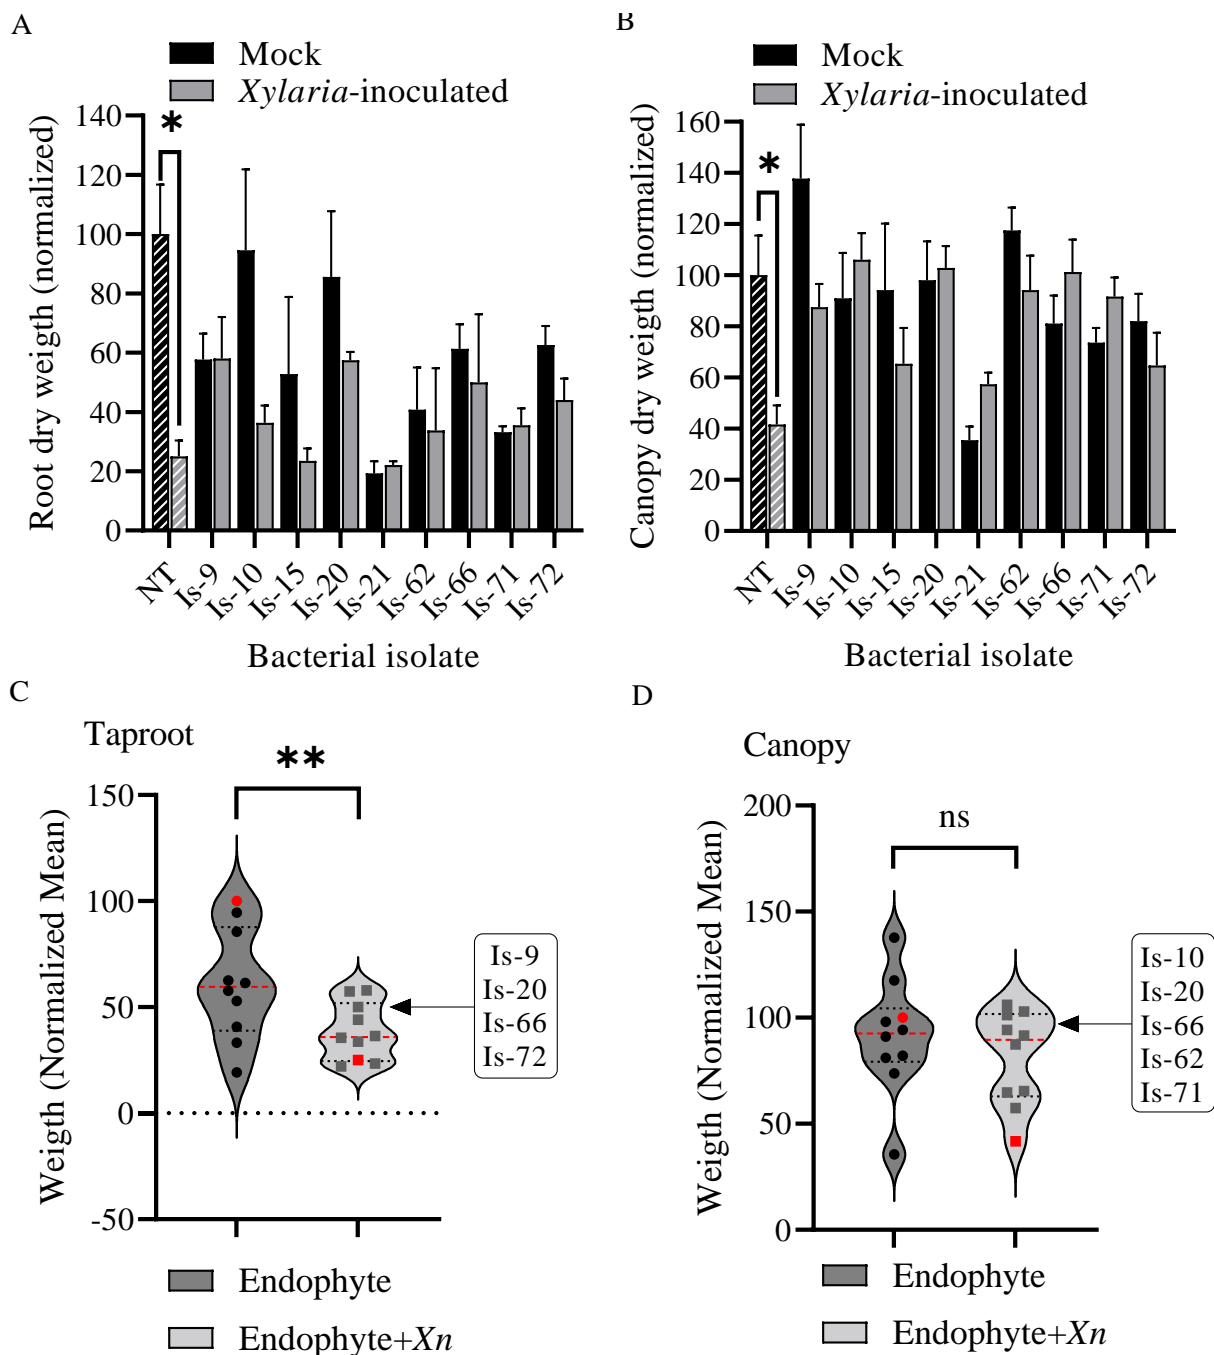 A
Mock
Xylaria-inoculated
*
Root dry weigth (normalized)
140
120
100
80
60
40
20
0
NT
Is-9
Is-10
Is-15
Is-20
Is-21
Is-62
Is-66
Is-71
Is-72
Bacterial isolate
B
Mock
Xylaria-inoculated
*
Canopy dry weigth (normalized)
160
140
120
100
80
60
40
20
0
NT
Is-9
Is-10
Is-15
Is-20
Is-21
Is-62
Is-66
Is-71
Is-72
Bacterial isolate
C
Taproot
**
Weigth (Normalized Mean)
150
100
50
0
-50
Is-9
Is-20
Is-66
Is-72
Endophyte
Endophyte+Xn
D
Canopy
ns
Weigth (Normalized Mean)
200
150
100
50
0
Is-10
Is-20
Is-66
Is-62
Is-71
Endophyte
Endophyte+Xn